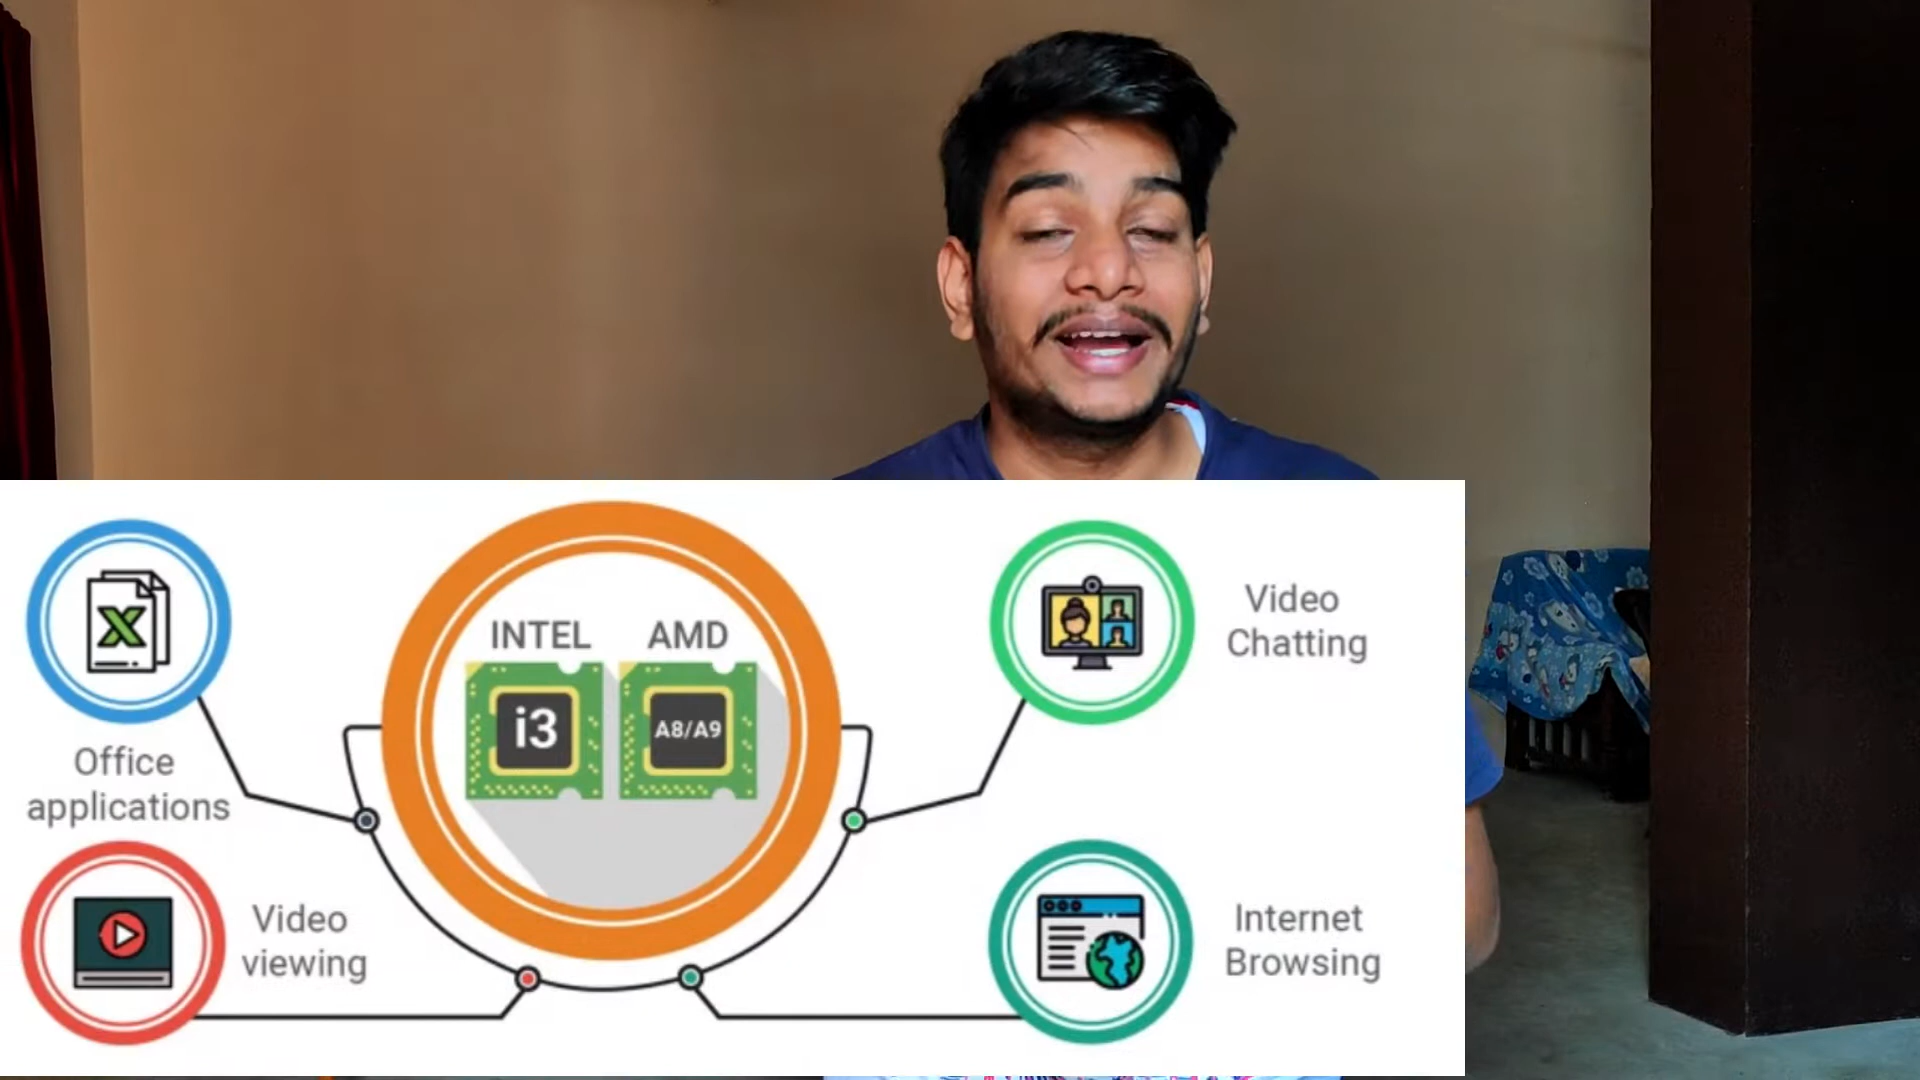 INTEL
AMD
i3
A8/A9
Office
applications
Video
viewing
Video
Chatting
Internet
Browsing